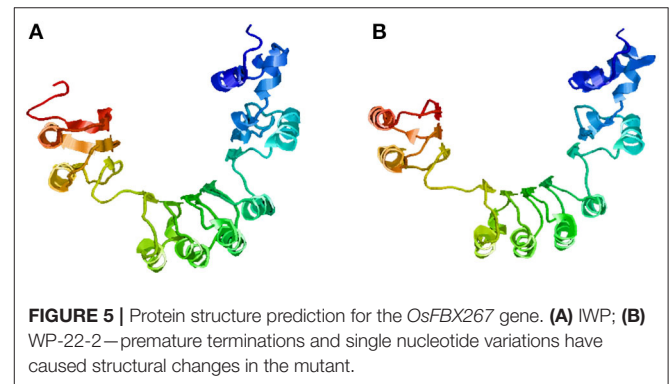 A
B
FIGURE 5 | Protein structure prediction for the OsFBX267 gene. (A) IWP; (B)
WP-22-2—premature terminations and single nucleotide variations have
caused structural changes in the mutant.